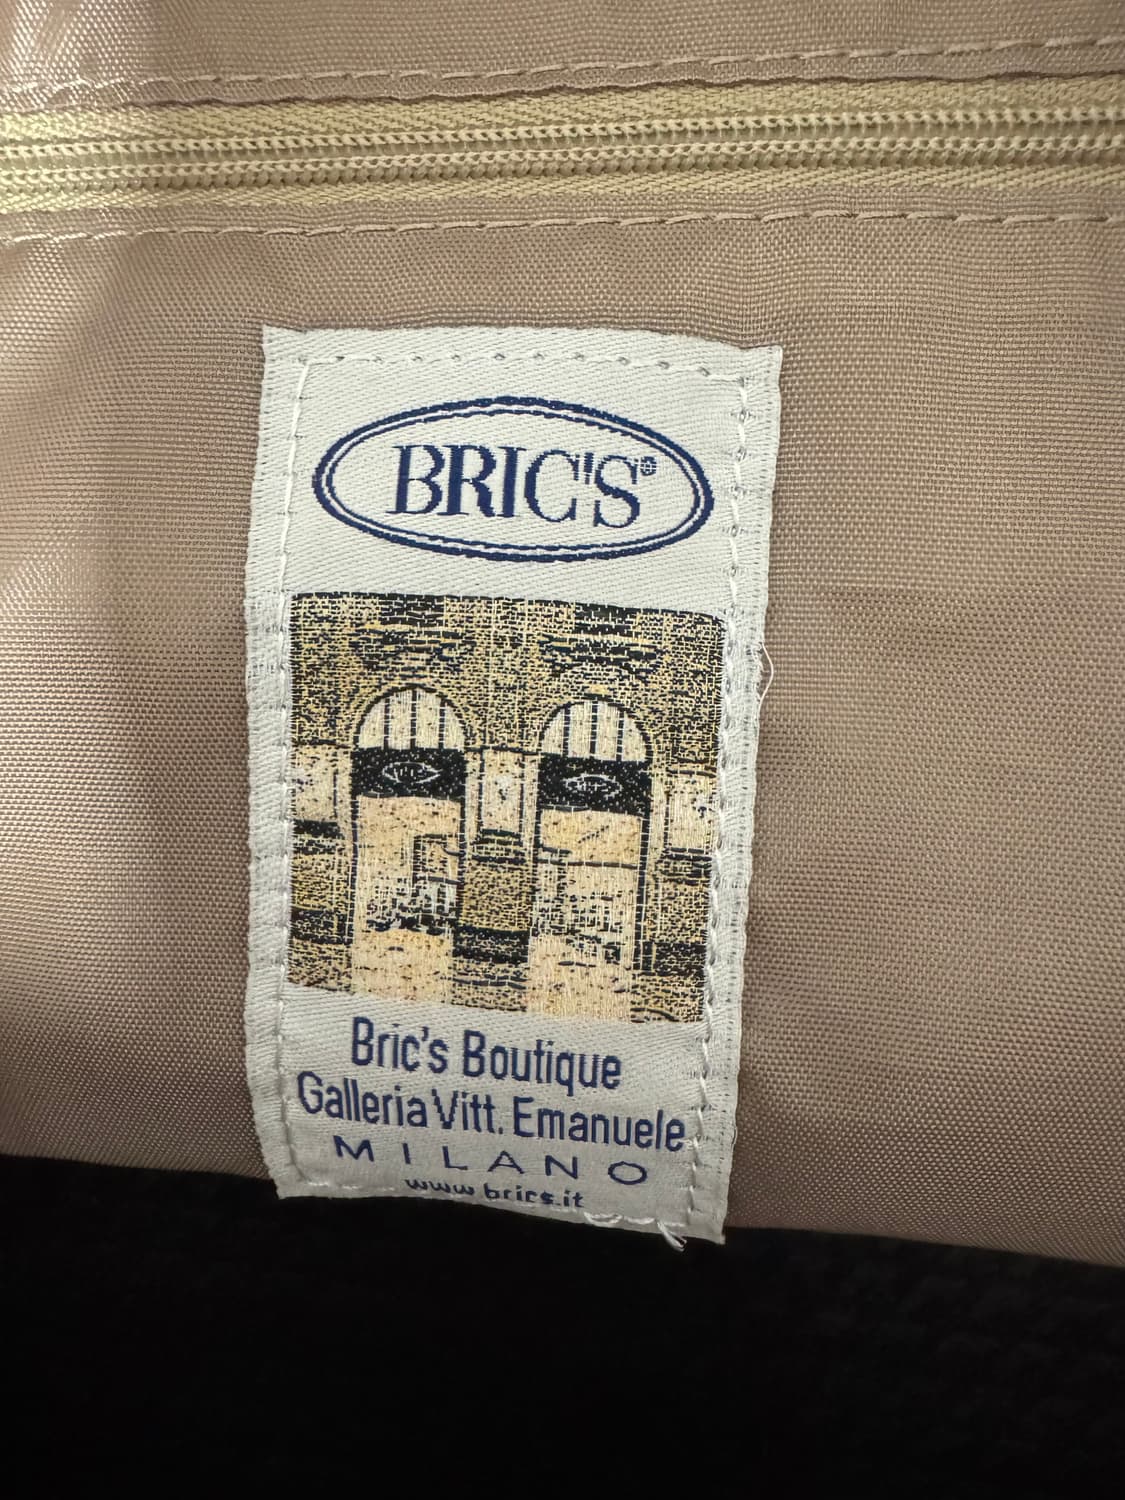 BRIC'S®
Bric's Boutique
Galleria Vitt. Emanuele
MILANO
www.brics.it